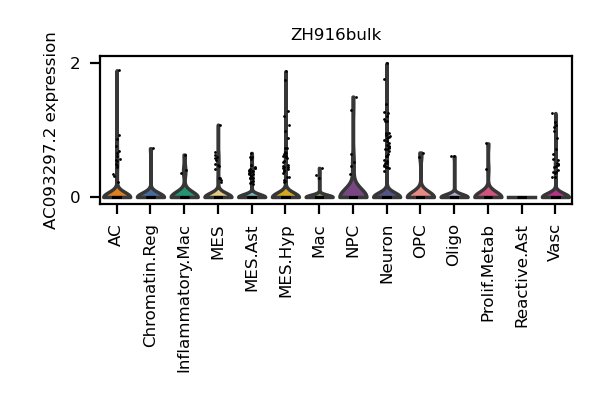 ZH916bulk
AC093297.2 expression
2
0
AC
Chromatin.Reg
Inflammatory.Mac
MES
MES.Ast
MES.Hyp
Mac
NPC
Neuron
OPC
Oligo
Prolif.Metab
Reactive.Ast
Vasc